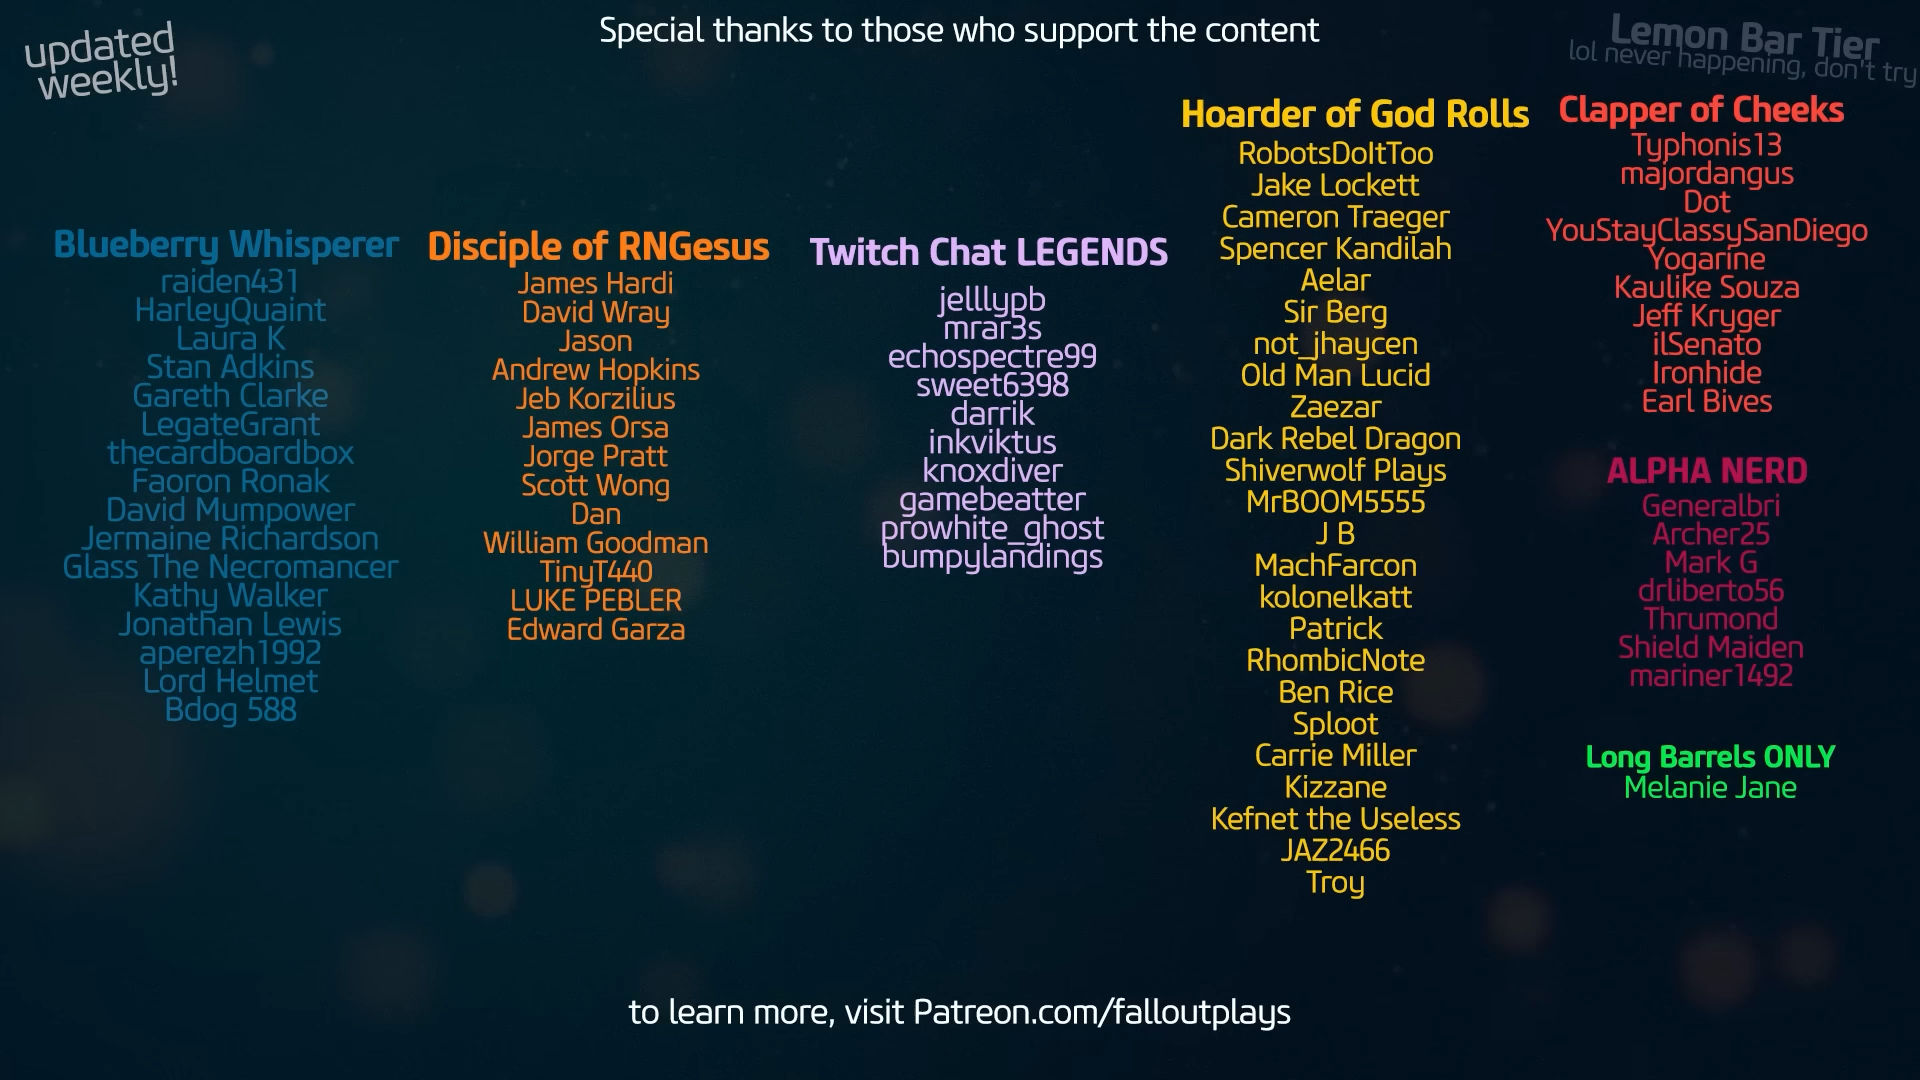 updated
weekly!
Special thanks to those who support the content
Lemon Bar Tier
lol never happening, don't try
Blueberry Whisperer
raiden431
HarleyQuaint
Laura K
Stan Adkins
Gareth Clarke
LegateGrant
thecardboardbox
Faoron Ronak
David Mumpower
Jermaine Richardson
Glass The Necromancer
Kathy Walker
Jonathan Lewis
aperezh1992
Lord Helmet
Bdog 588
Disciple of RNGesus
James Hardi
David Wray
Jason
Andrew Hopkins
Jeb Korzilius
James Orsa
Jorge Pratt
Scott Wong
Dan
William Goodman
TinyT440
LUKE PEBLER
Edward Garza
Twitch Chat LEGENDS
jelllypb
mrar3s
echospectre99
sweet6398
darrik
inkviktus
knoxdiver
gamebeatter
prowhite_ghost
bumpylandings
Hoarder of God Rolls
RobotsDoItToo
Jake Lockett
Cameron Traeger
Spencer Kandilah
Aelar
Sir Berg
not_jhaycen
Old Man Lucid
Zaezar
Dark Rebel Dragon
Shiverwolf Plays
MrBOOM5555
J B
MachFarcon
kolonelkatt
Patrick
RhombicNote
Ben Rice
Sploot
Carrie Miller
Kizzane
Kefnet the Useless
JAZ2466
Troy
Clapper of Cheeks
Typhonis13
majordangus
Dot
YouStayClassySanDiego
Yogarine
Kaulike Souza
Jeff Kryger
ilSenato
Ironhide
Earl Bives
ALPHA NERD
Generalbri
Archer25
Mark G
drliberto56
Thrumond
Shield Maiden
mariner1492
Long Barrels ONLY
Melanie Jane
to learn more, visit Patreon.com/falloutplays